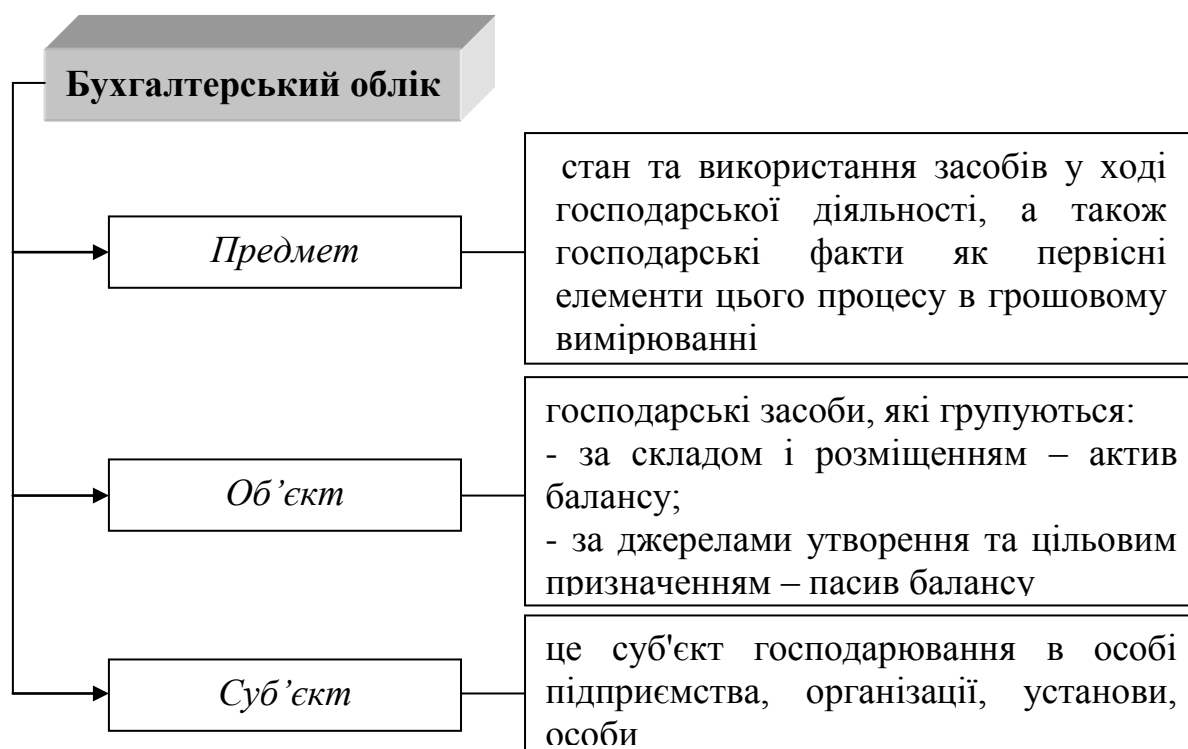 Бухгалтерський облік
Предмет
стан та використання засобів у ході
господарської діяльності, а також
господарські факти як первісні
елементи цього процесу в грошовому
вимірюванні
Об’єкт
господарські засоби, які групуються:
- за складом і розміщенням – актив
балансу;
- за джерелами утворення та цільовим
призначенням – пасив балансу
Суб’єкт
це суб'єкт господарювання в особі
підприємства, організації, установи,
особи